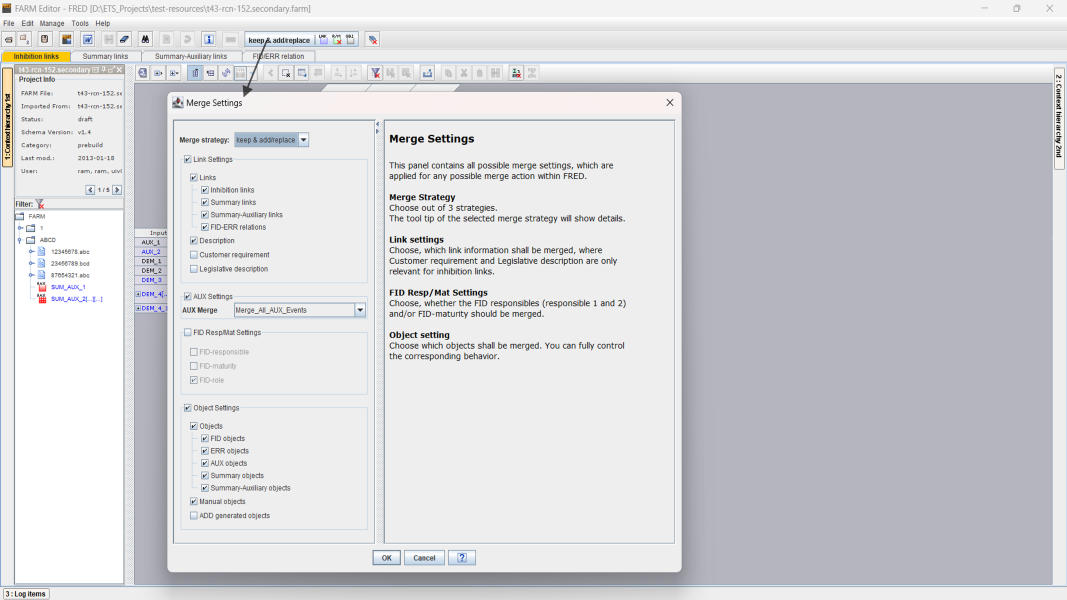 FARM Editor - FRED [D:\ETS_Projects\test-resources\t43-rcn-152.secondary.farm]
File Edit Manage Tools Help
keep & add/replace
Inhibition links Summary links Summary-Auxiliary links FID/ERR relation
t43-rcn-152.secondary
Project Info
FARM File: t43-rcn-152.se
Imported From: t43-rcn-152.se
Status: draft
Schema Version: v1.4
Category: prebuild
Last mod.: 2013-01-18
User: ram, ram, uivi
1 / 5
Filter:
FARM
1
ABCD
12345678.abc
23456789.bcd
87654321.abc
SUM_AUX_1
SUM_AUX_2[...][...]
1: Context hierarchy 1st
2: Context hierarchy 2nd
Input
AUX_1
AUX_2
DEM_1
DEM_2
DEM_3
DEM_4[..
DEM_4_1
Merge Settings
Merge strategy: keep & add/replace
Link Settings
Links
Inhibition links
Summary links
Summary-Auxiliary links
FID-ERR relations
Description
Customer requirement
Legislative description
AUX Settings
AUX Merge Merge_All_AUX_Events
FID Resp/Mat Settings
FID-responsible
FID-maturity
FID-role
Object Settings
Objects
FID objects
ERR objects
AUX objects
Summary objects
Summary-Auxiliary objects
Manual objects
ADD generated objects
Merge Settings
This panel contains all possible merge settings, which are
applied for any possible merge action within FRED.
Merge Strategy
Choose out of 3 strategies.
The tool tip of the selected merge strategy will show details.
Link settings
Choose, which link information shall be merged, where
Customer requirement and Legislative description are only
relevant for inhibition links.
FID Resp/Mat Settings
Choose, whether the FID responsibles (responsible 1 and 2)
and/or FID-maturity should be merged.
Object setting
Choose which objects shall be merged. You can fully control
the corresponding behavior.
OK Cancel ?
3 : Log items